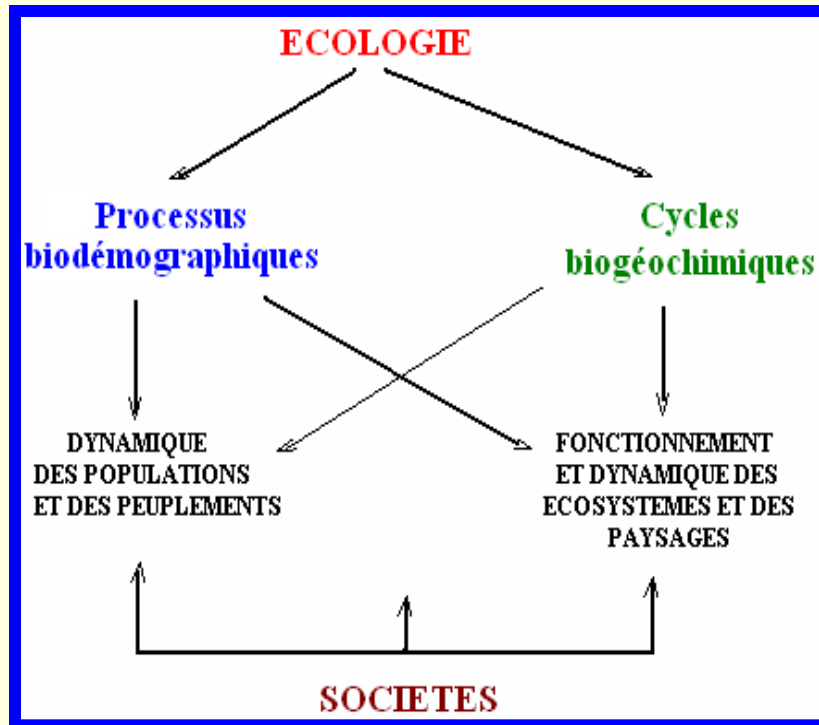 ECOLOGIE
Processus
biodémographiques
Cycles
biogéochimiques
DYNAMIQUE
DES POPULATIONS
ET DES PEUPLEMENTS
FONCTIONNEMENT
ET DYNAMIQUE DES
ECOSYSTEMES ET DES
PAYSAGES
SOCIETES